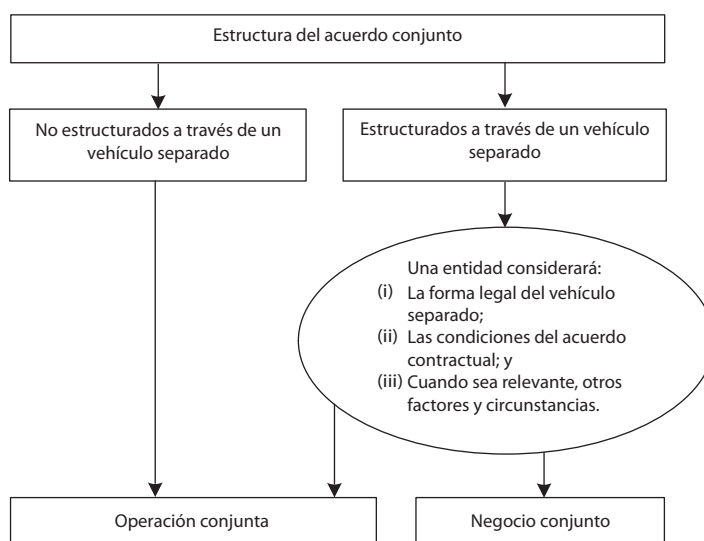 Estructura del acuerdo conjunto
No estructurados a través de un
vehículo separado
Estructurados a través de un vehículo
separado
Una entidad considerará:
(i) La forma legal del vehículo
separado;
(ii) Las condiciones del acuerdo
contractual; y
(iii) Cuando sea relevante, otros
factores y circunstancias.
Operación conjunta
Negocio conjunto